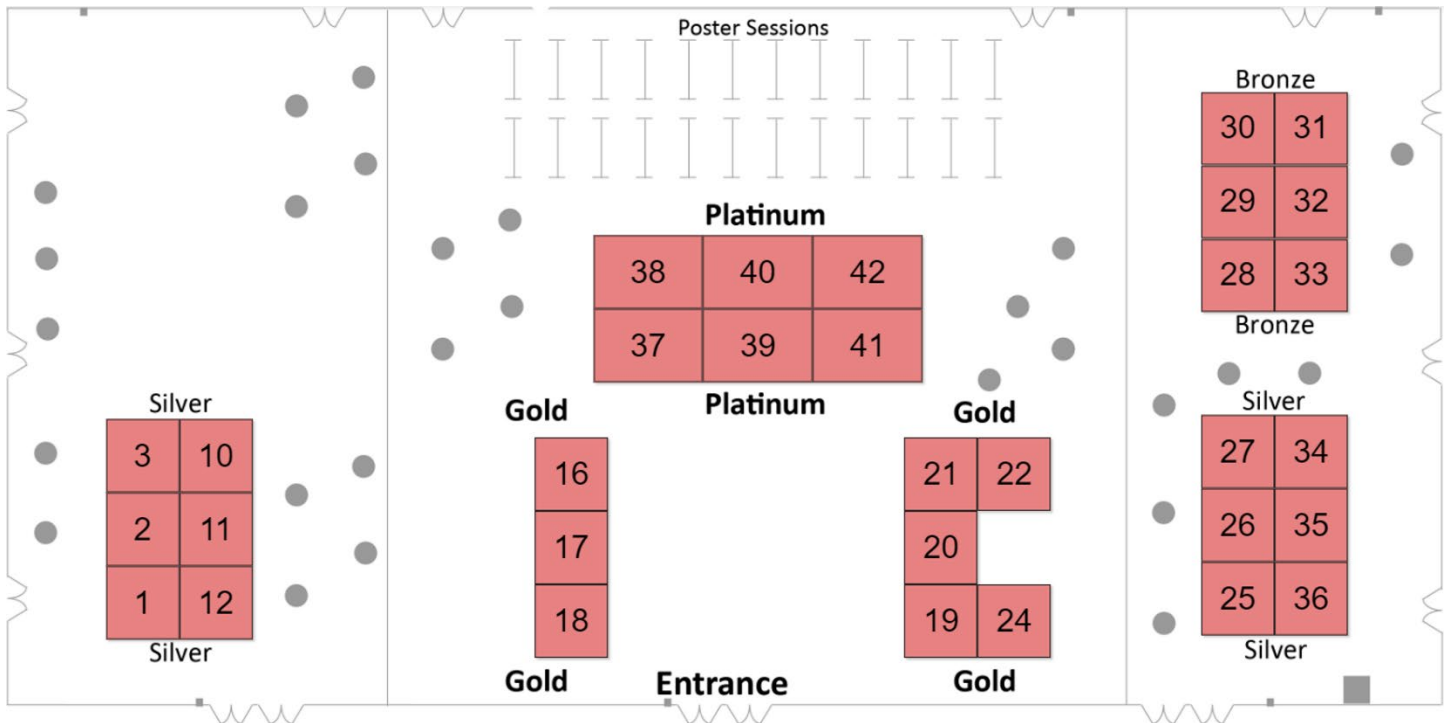 Poster Sessions
Bronze
30 31
29 32
28 33
Bronze
Platinum
38 40 42
37 39 41
Platinum
Silver
3 10
2 11
1 12
Silver
Gold
16
17
18
Gold
Entrance
Gold
21 22
20
19 24
Gold
Silver
27 34
26 35
25 36
Silver